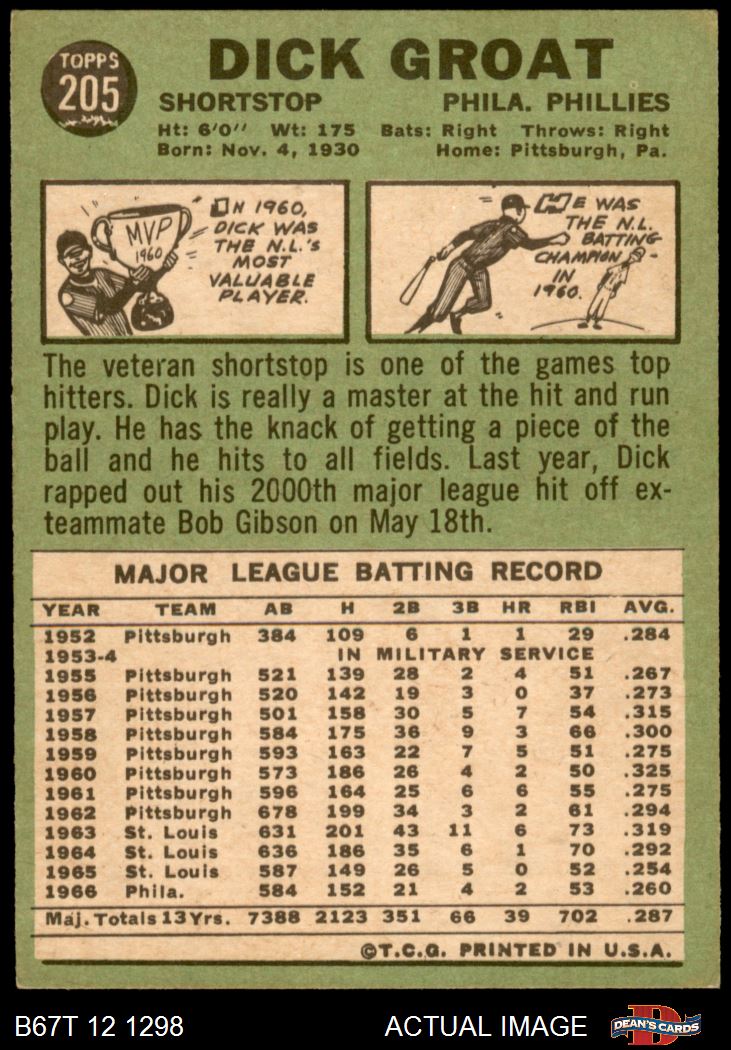 TOPPS
205
DICK GROAT
SHORTSTOP PHILA. PHILLIES
Ht: 6'0" Wt: 175 Bats: Right Throws: Right
Born: Nov. 4, 1930 Home: Pittsburgh, Pa.
MVP
1960
IN 1960,
DICK WAS
THE N.L.'s
MOST
VALUABLE
PLAYER.
HE WAS
THE N.L.
BATTING
CHAMPION
IN
1960.
The veteran shortstop is one of the games top
hitters. Dick is really a master at the hit and run
play. He has the knack of getting a piece of the
ball and he hits to all fields. Last year, Dick
rapped out his 2000th major league hit off ex-
teammate Bob Gibson on May 18th.
MAJOR LEAGUE BATTING RECORD
YEAR TEAM AB H 2B 3B HR RBI AVG.
1952 Pittsburgh 384 109 6 1 1 29 .284
1953-4 IN MILITARY SERVICE
1955 Pittsburgh 521 139 28 2 4 51 .267
1956 Pittsburgh 520 142 19 3 0 37 .273
1957 Pittsburgh 501 158 30 5 7 54 .315
1958 Pittsburgh 584 175 36 9 3 66 .300
1959 Pittsburgh 593 163 22 7 5 51 .275
1960 Pittsburgh 573 186 26 4 2 50 .325
1961 Pittsburgh 596 164 25 6 6 55 .275
1962 Pittsburgh 678 199 34 3 2 61 .294
1963 St. Louis 631 201 43 11 6 73 .319
1964 St. Louis 636 186 35 6 1 70 .292
1965 St. Louis 587 149 26 5 0 52 .254
1966 Phila. 584 152 21 4 2 53 .260
Maj. Totals 13 Yrs. 7388 2123 351 66 39 702 .287
©T.C.G. PRINTED IN U.S.A.
B67T 12 1298 ACTUAL IMAGE
D
DEAN'S CARDS